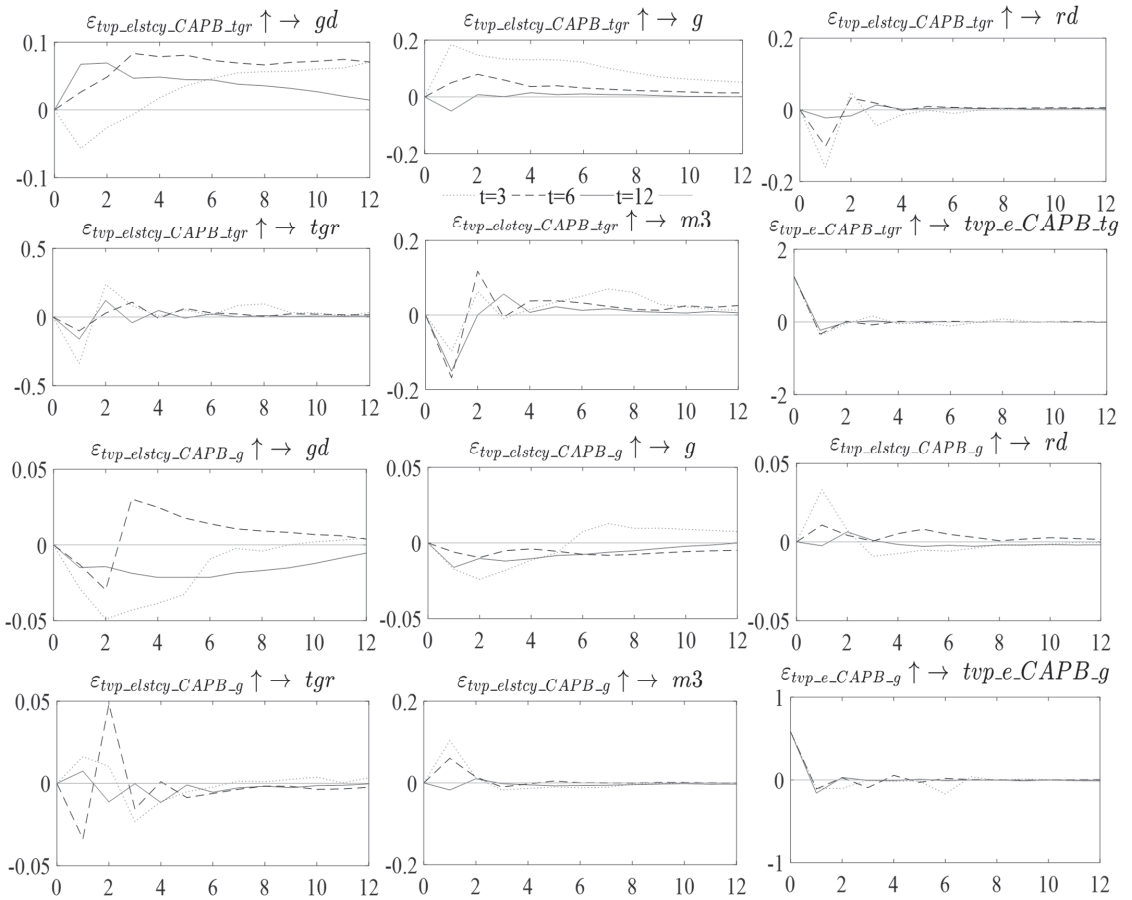 ε_tvp_elstcy_CAPB_tgr ↑ → gd
0.1
0
-0.1
0 2 4 6 8 10 12
ε_tvp_elstcy_CAPB_tgr ↑ → g
0.2
0
-0.2
0 2 4 6 8 10 12
ε_tvp_elstcy_CAPB_tgr ↑ → rd
0.2
0
-0.2
0 2 4 6 8 10 12
t=3 t=6 t=12
ε_tvp_elstcy_CAPB_tgr ↑ → tgr
0.5
0
-0.5
0 2 4 6 8 10 12
ε_tvp_elstcy_CAPB_tgr ↑ → m3
0.2
0
-0.2
0 2 4 6 8 10 12
ε_tvp_e_CAPB_tgr ↑ → tvp_e_CAPB_tg
2
0
-2
0 2 4 6 8 10 12
ε_tvp_elstcy_CAPB_g ↑ → gd
0.05
0
-0.05
0 2 4 6 8 10 12
ε_tvp_elstcy_CAPB_g ↑ → g
0.05
0
-0.05
0 2 4 6 8 10 12
ε_tvp_elstcy_CAPB_g ↑ → rd
0.05
0
-0.05
0 2 4 6 8 10 12
ε_tvp_elstcy_CAPB_g ↑ → tgr
0.05
0
-0.05
0 2 4 6 8 10 12
ε_tvp_elstcy_CAPB_g ↑ → m3
0.2
0
-0.2
0 2 4 6 8 10 12
ε_tvp_e_CAPB_g ↑ → tvp_e_CAPB_g
1
0
-1
0 2 4 6 8 10 12